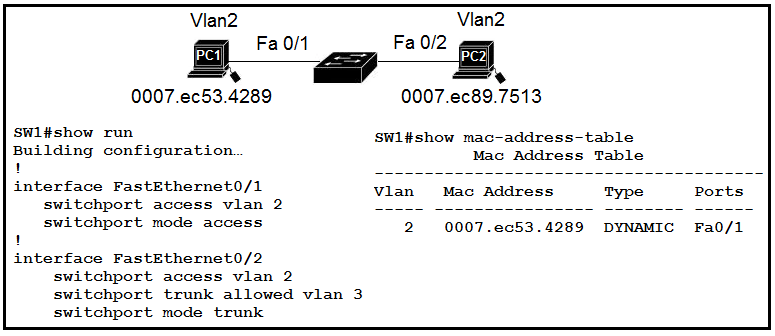 Vlan2
Vlan2
PC1
Fa 0/1
Fa 0/2
PC2
0007.ec53.4289
0007.ec89.7513
SW1#show run
Building configuration…
!
interface FastEthernet0/1
switchport access vlan 2
switchport mode access
!
interface FastEthernet0/2
switchport access vlan 2
switchport trunk allowed vlan 3
switchport mode trunk
SW1#show mac-address-table
Mac Address Table
-----------------------------------------
Vlan Mac Address Type Ports
----- ---------------- -------- ------
2 0007.ec53.4289 DYNAMIC Fa0/1